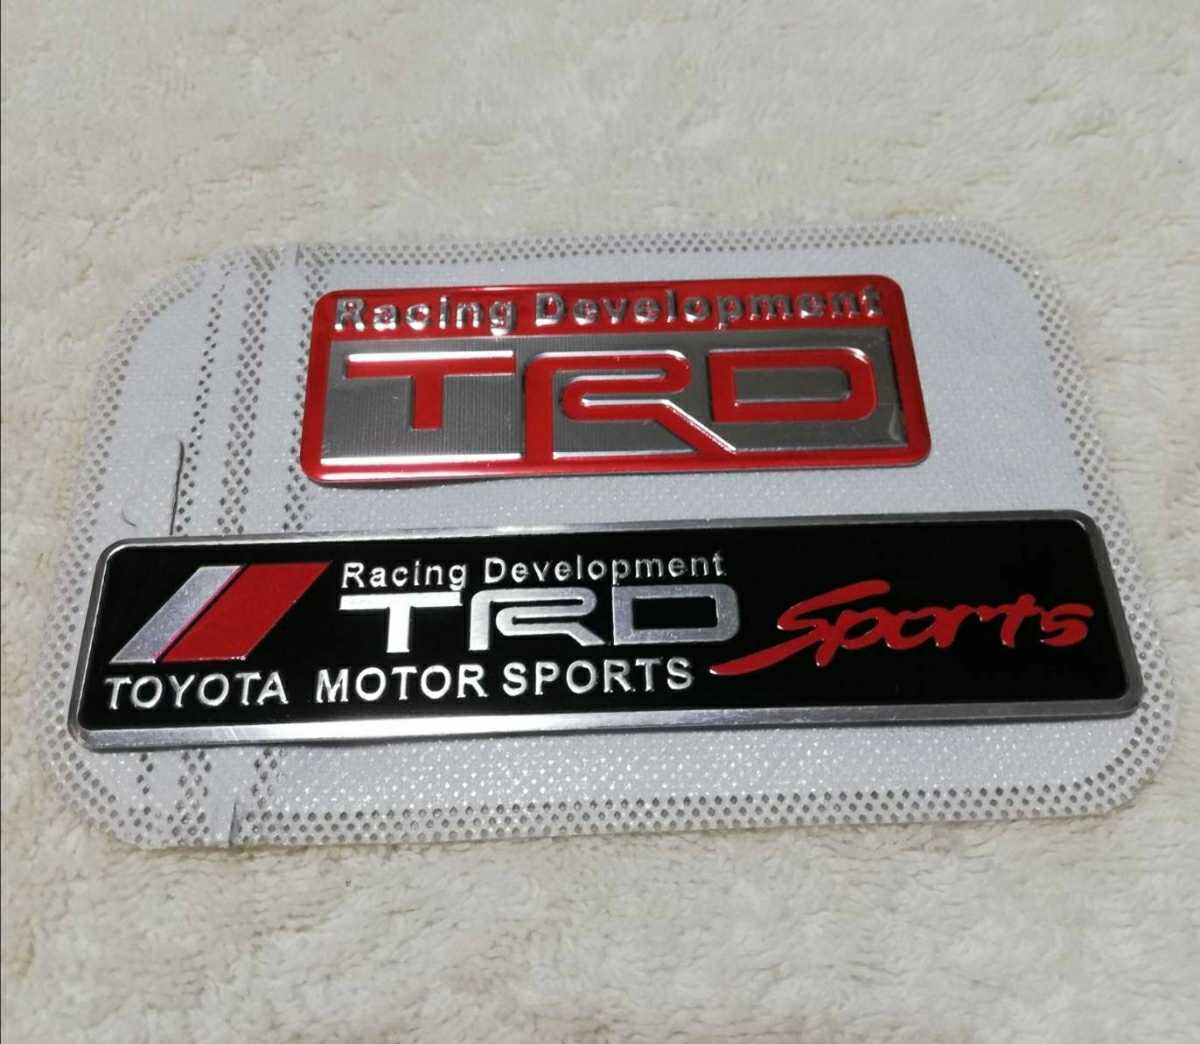 Racing Development
TRD
Racing Development
TRD Sports
TOYOTA MOTOR SPORTS